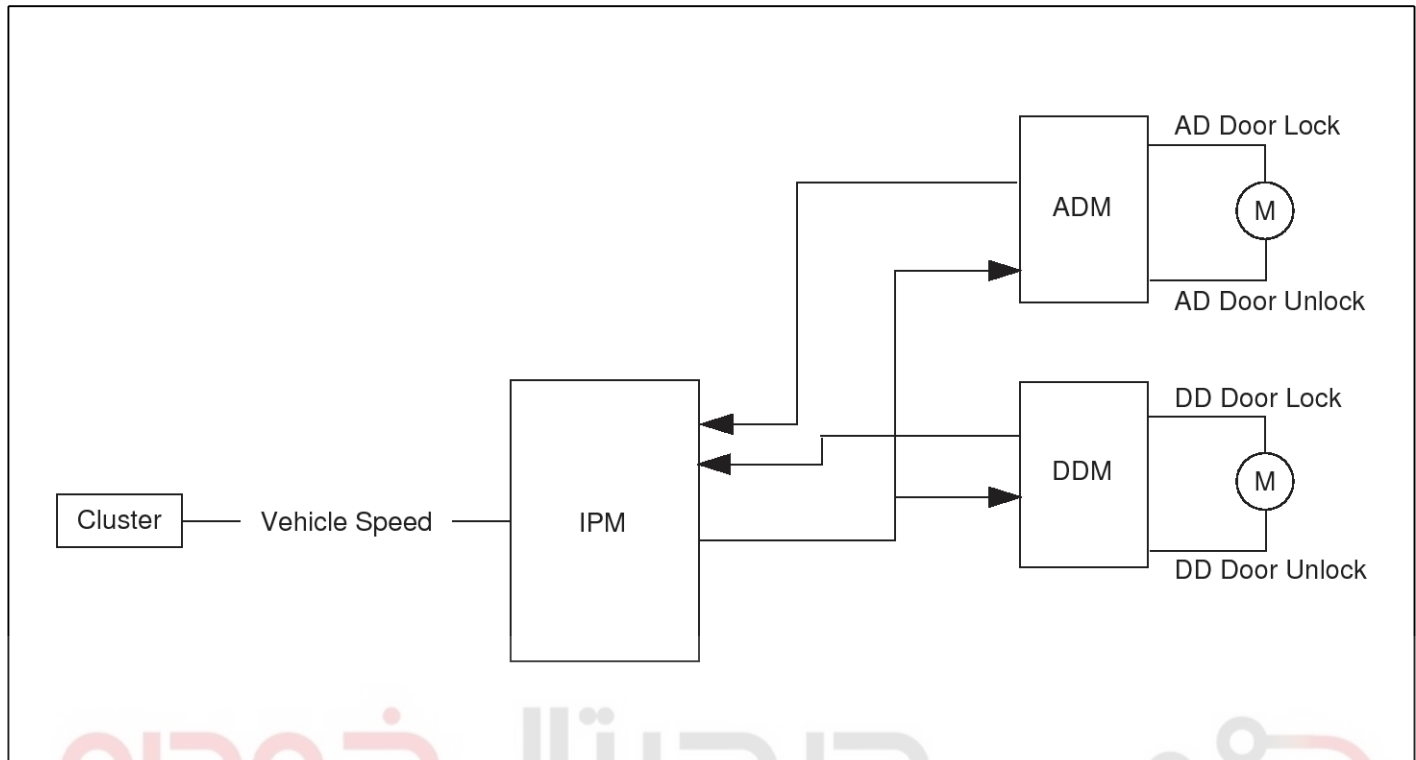 AD Door Lock
ADM
M
AD Door Unlock
DD Door Lock
DDM
M
DD Door Unlock
Cluster
Vehicle Speed
IPM